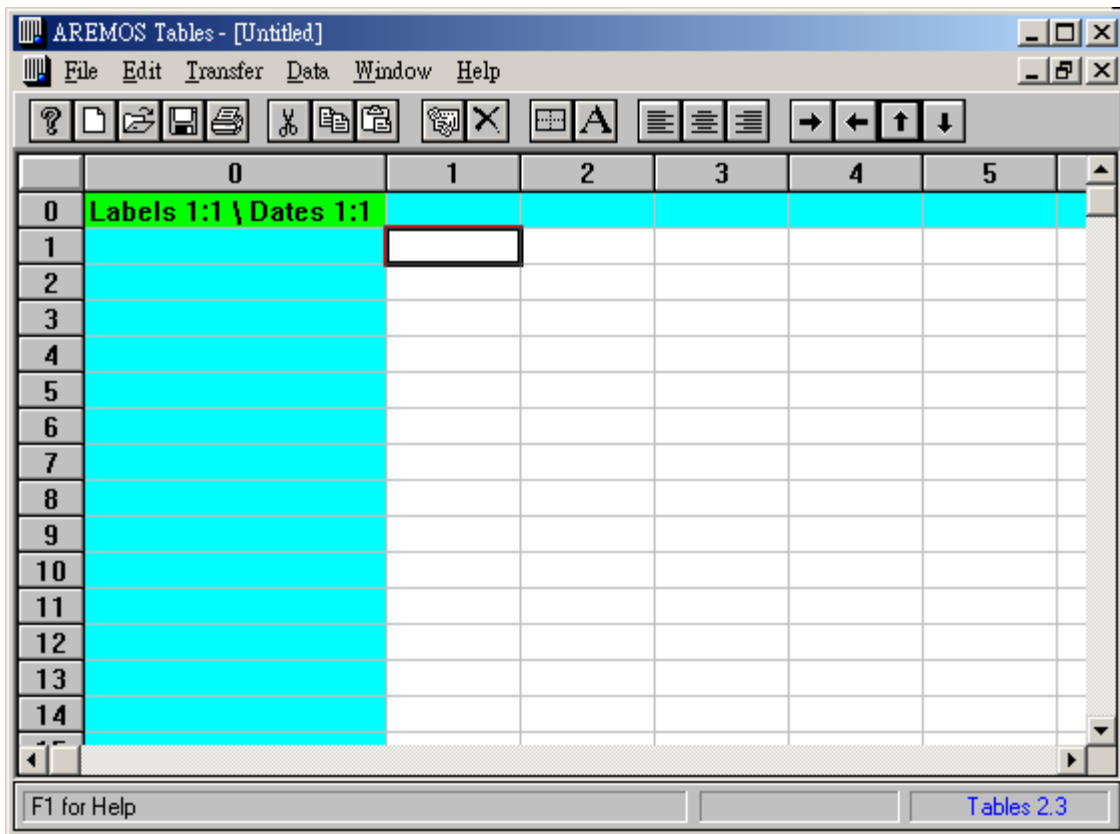 AREMOS Tables - [Untitled]
File Edit Transfer Data Window Help
? A
0 1 2 3 4 5
0 Labels 1:1 \ Dates 1:1
1
2
3
4
5
6
7
8
9
10
11
12
13
14
F1 for Help Tables 2.3